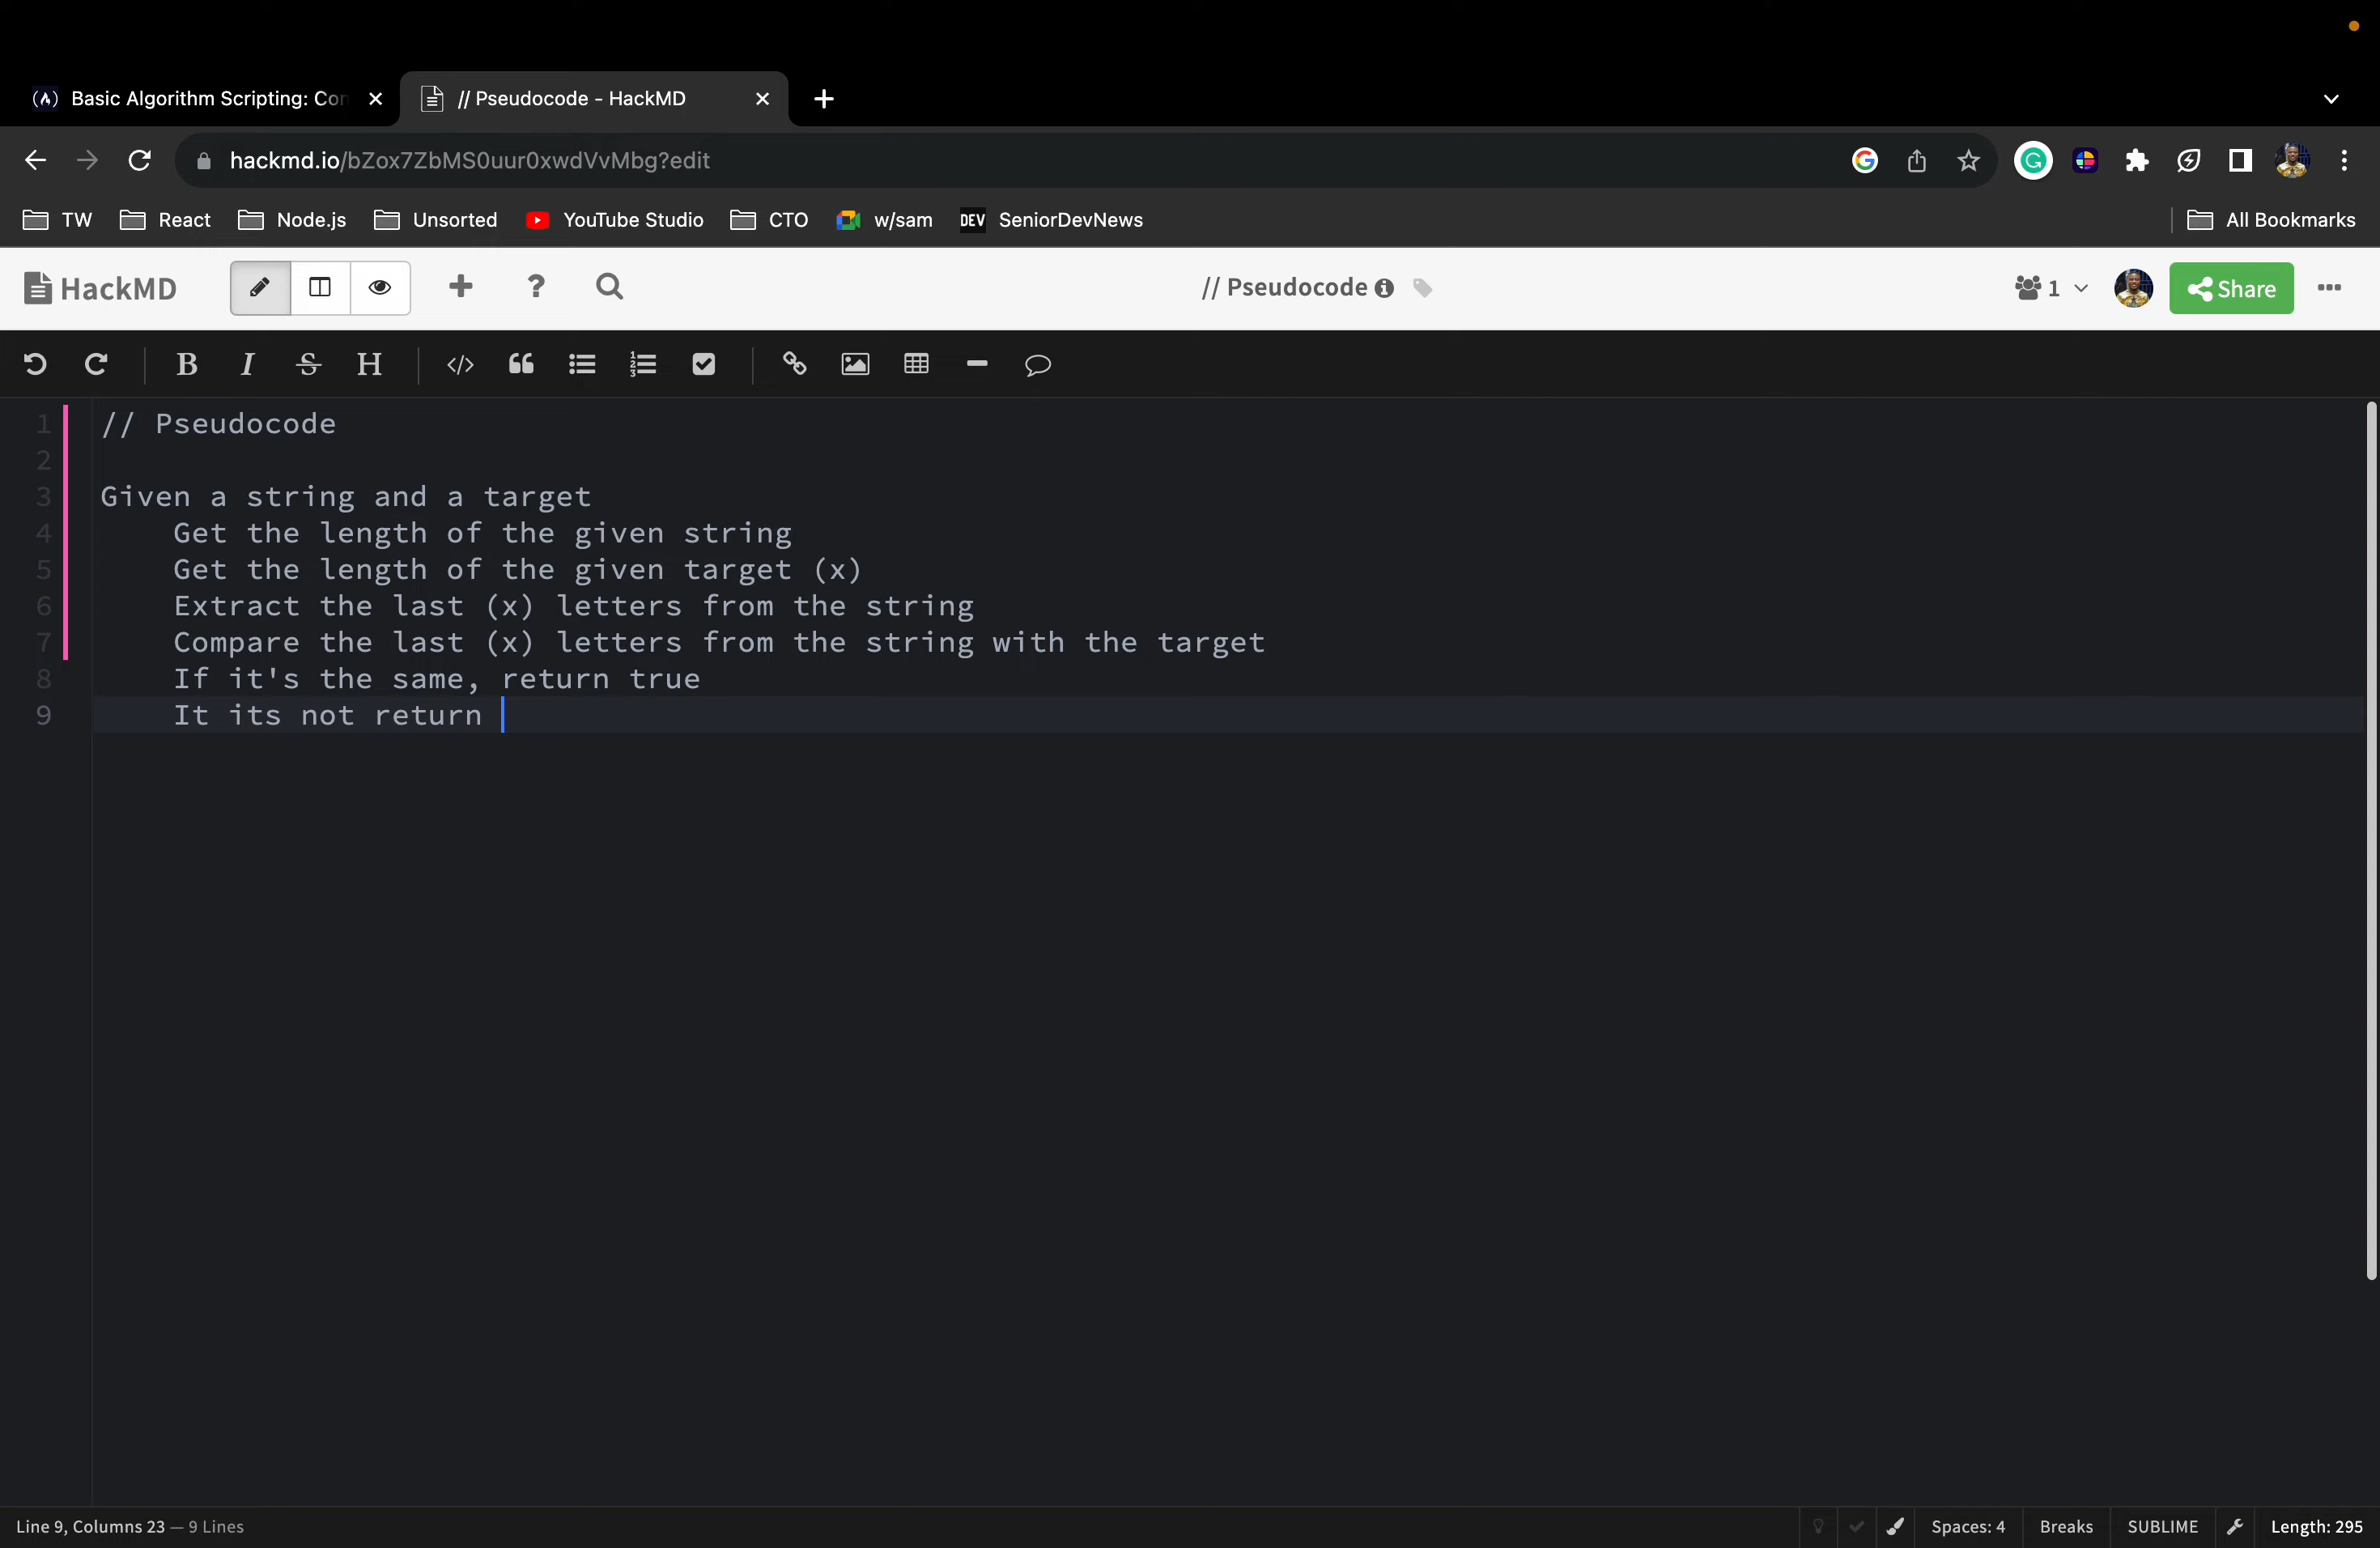 Basic Algorithm Scripting: Con
// Pseudocode - HackMD
hackmd.io/bZox7ZbMS0uur0xwdVvMbg?edit
TW React Node.js Unsorted YouTube Studio CTO w/sam DEV SeniorDevNews All Bookmarks
HackMD // Pseudocode 1 Share
B I S H
1 // Pseudocode
2
3 Given a string and a target
4 Get the length of the given string
5 Get the length of the given target (x)
6 Extract the last (x) letters from the string
7 Compare the last (x) letters from the string with the target
8 If it's the same, return true
9 It its not return
Line 9, Columns 23 — 9 Lines Spaces: 4 Breaks SUBLIME Length: 295